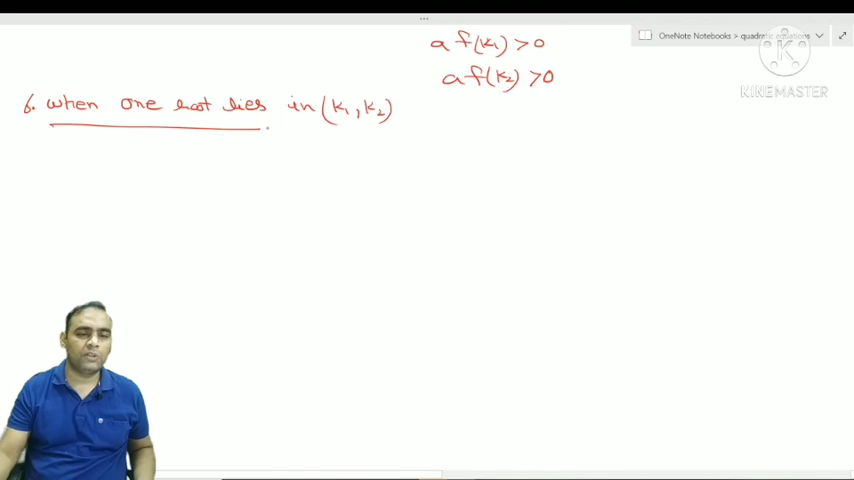 a f(k₁) > 0
OneNote Notebooks > quadratic equations
a f(k₂) > 0
KINEMASTER
6. when one root lies in (k₁, k₂)